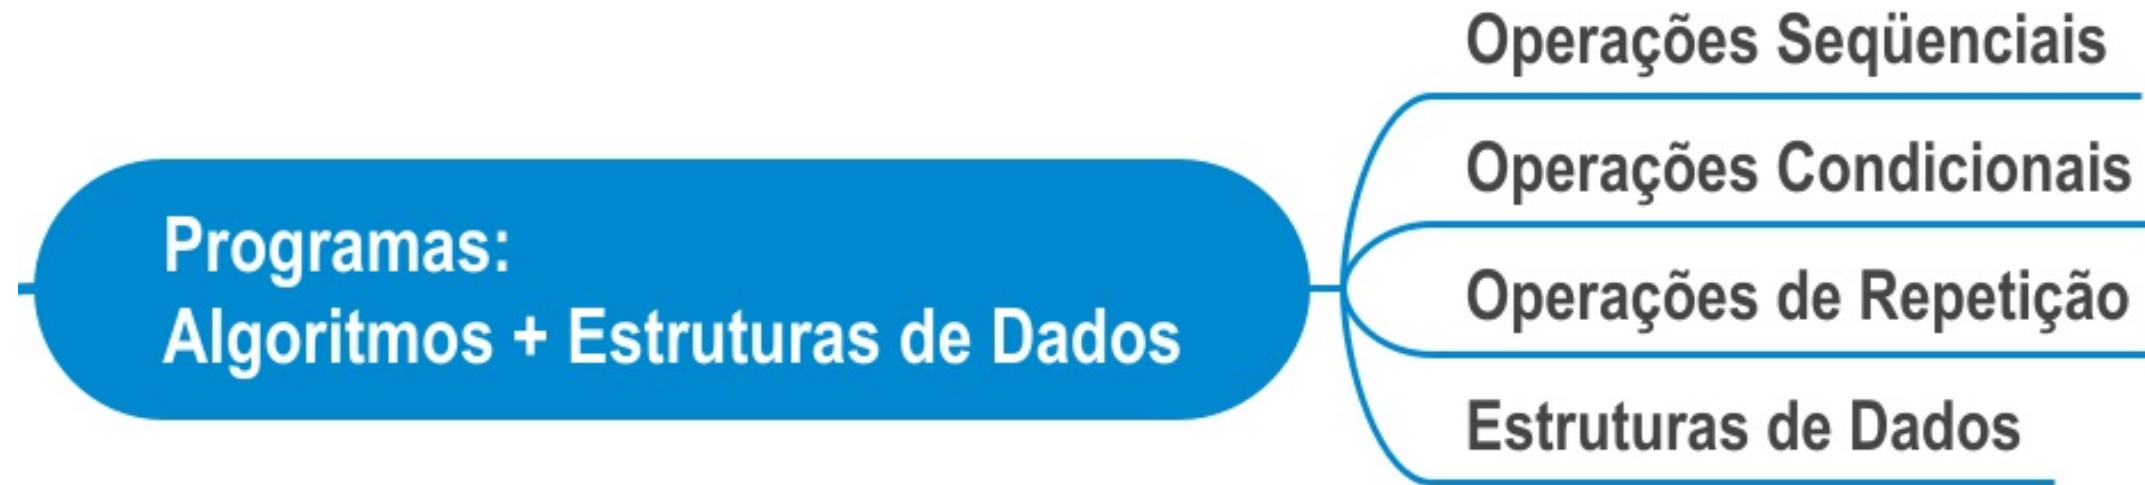 Programas:
Algoritmos + Estruturas de Dados
Operações Seqüenciais
Operações Condicionais
Operações de Repetição
Estruturas de Dados